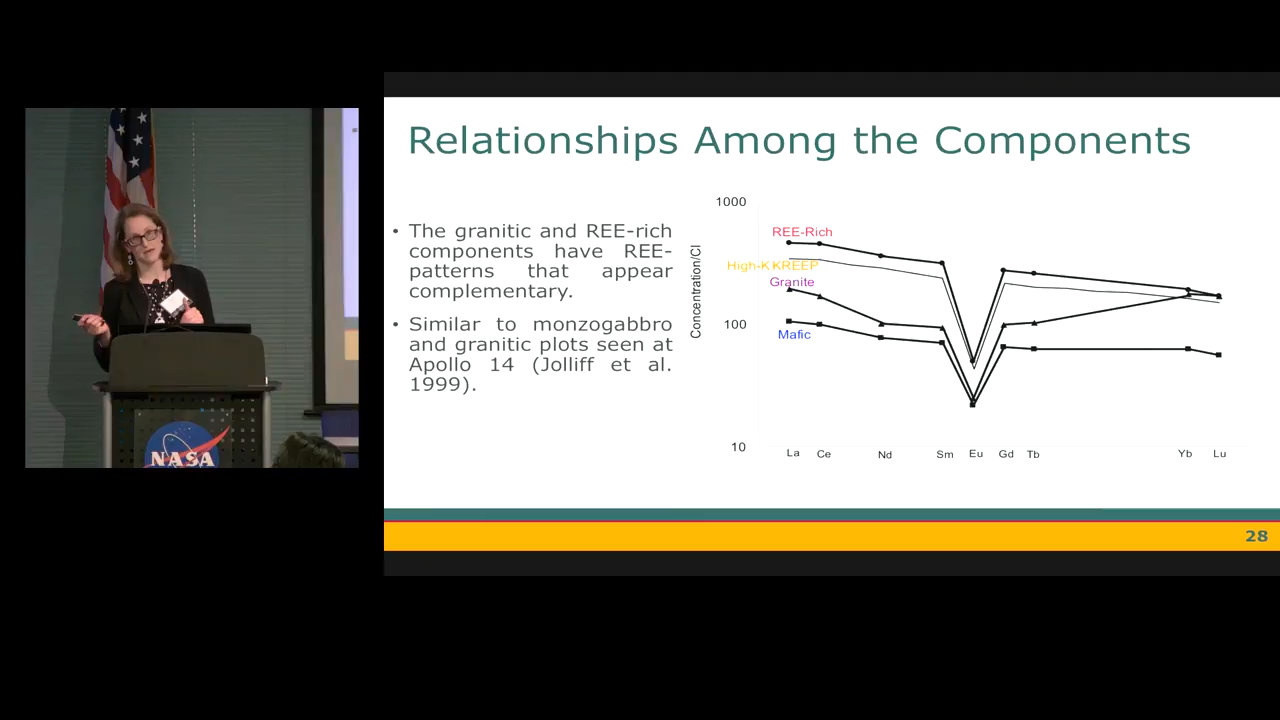 Relationships Among the Components
• The granitic and REE-rich
components have REE-
patterns that appear
complementary.
• Similar to monzogabbro
and granitic plots seen at
Apollo 14 (Jolliff et al.
1999).
1000
100
10
Concentration/CI
REE-Rich
High-K KREEP
Granite
Mafic
La Ce Nd Sm Eu Gd Tb Yb Lu
28
NASA